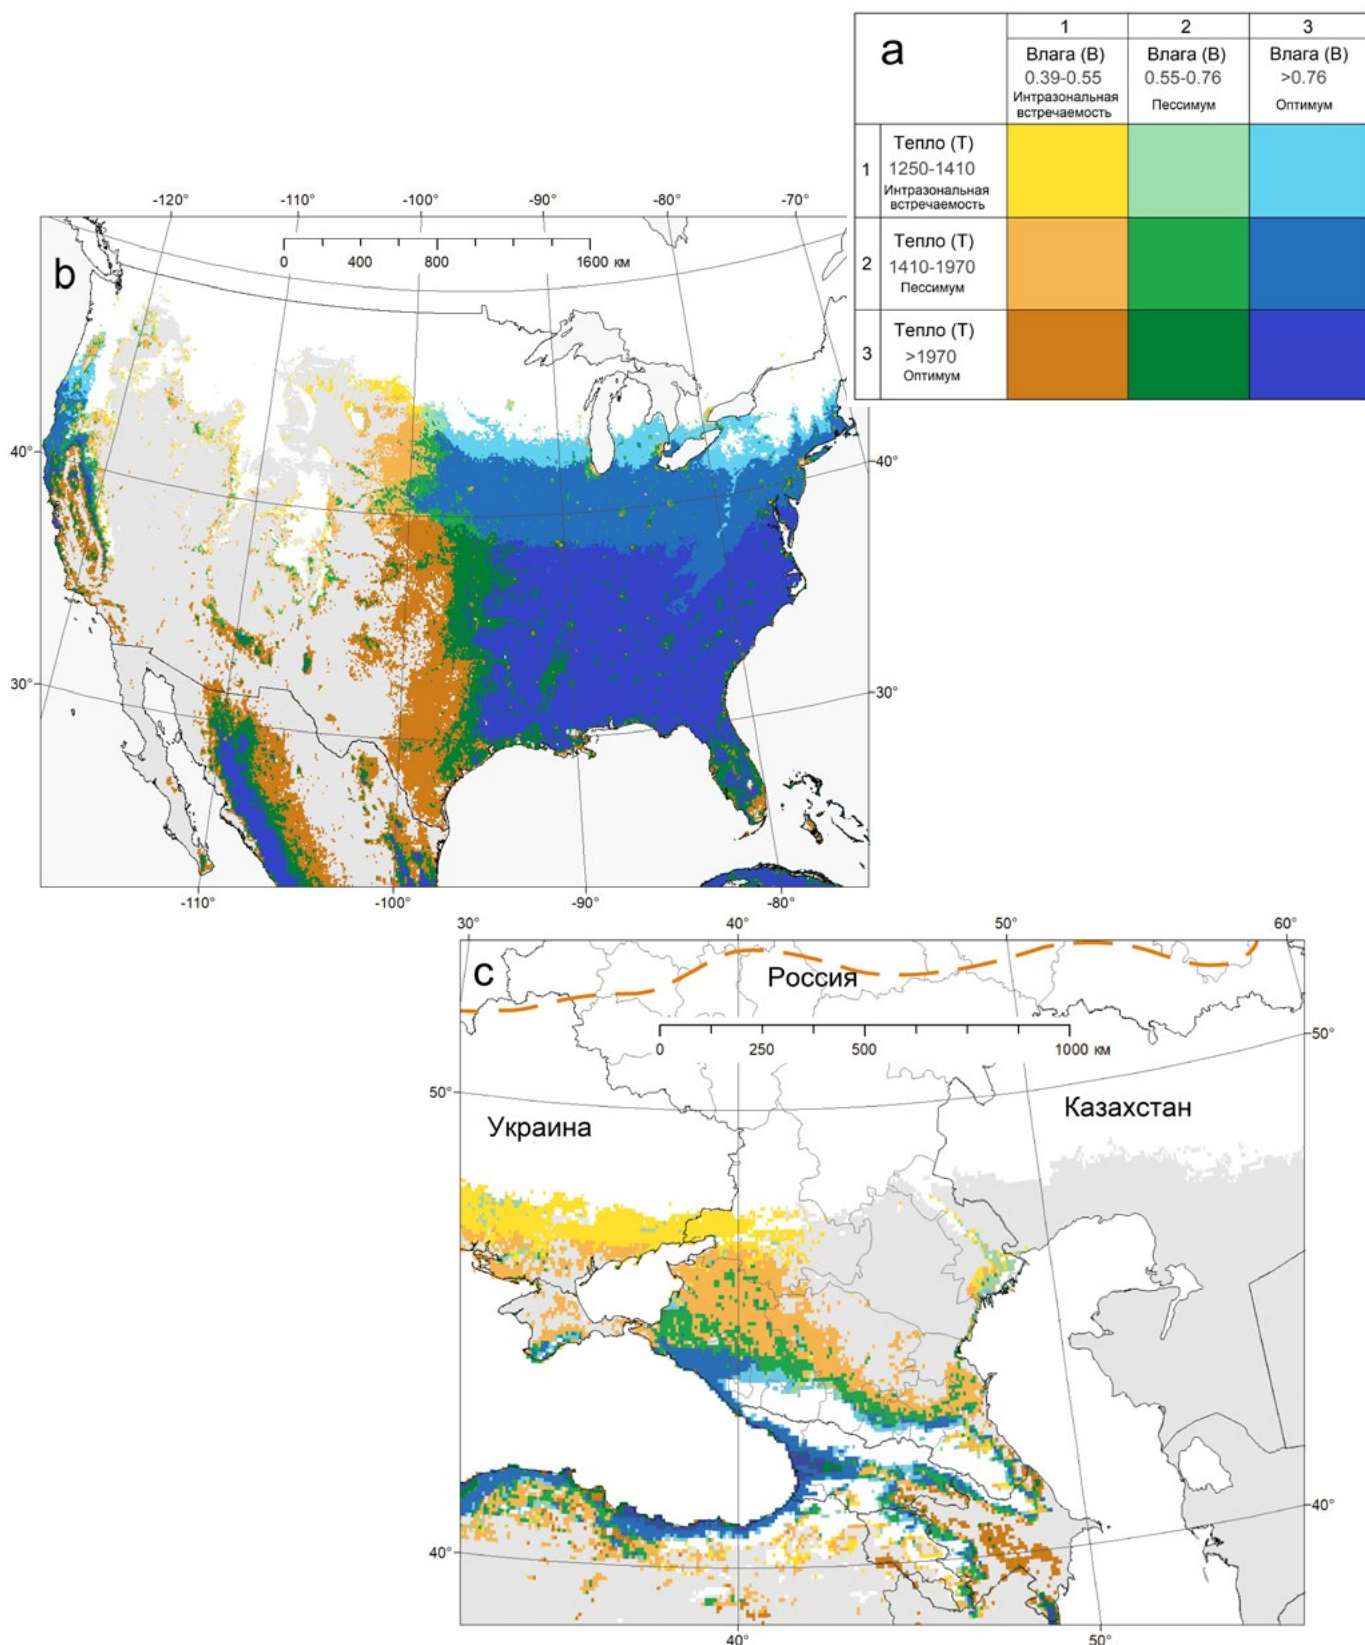 a
1 2 3
Влага (В) Влага (В) Влага (В)
0.39-0.55 0.55-0.76 >0.76
Интразональная Пессимум Оптимум
встречаемость
1
Тепло (Т)
1250-1410
Интразональная
встречаемость
2
Тепло (Т)
1410-1970
Пессимум
3
Тепло (Т)
>1970
Оптимум
b
-120° -110° -100° -90° -80° -70°
0 400 800 1600 км
40° 40°
30° 30°
-110° -100° -90° -80°
c
30° 40° 50° 60°
Россия
0 250 500 1000 км
50° 50°
Украина Казахстан
40° 40°
40° 50°